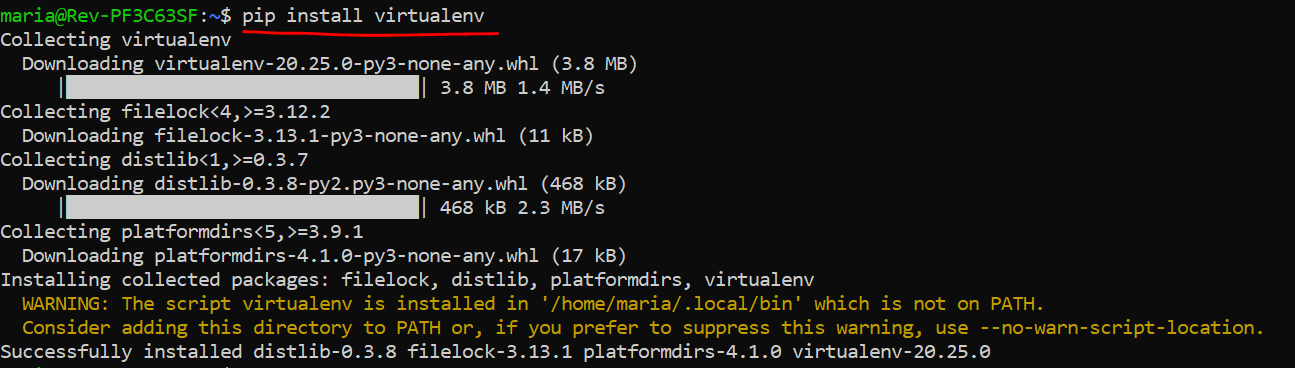 maria@Rev-PF3C63SF:~$ pip install virtualenv
Collecting virtualenv
  Downloading virtualenv-20.25.0-py3-none-any.whl (3.8 MB)
     |████████████████████████████████| 3.8 MB 1.4 MB/s
Collecting filelock<4,>=3.12.2
  Downloading filelock-3.13.1-py3-none-any.whl (11 kB)
Collecting distlib<1,>=0.3.7
  Downloading distlib-0.3.8-py2.py3-none-any.whl (468 kB)
     |████████████████████████████████| 468 kB 2.3 MB/s
Collecting platformdirs<5,>=3.9.1
  Downloading platformdirs-4.1.0-py3-none-any.whl (17 kB)
Installing collected packages: filelock, distlib, platformdirs, virtualenv
  WARNING: The script virtualenv is installed in '/home/maria/.local/bin' which is not on PATH.
  Consider adding this directory to PATH or, if you prefer to suppress this warning, use --no-warn-script-location.
Successfully installed distlib-0.3.8 filelock-3.13.1 platformdirs-4.1.0 virtualenv-20.25.0